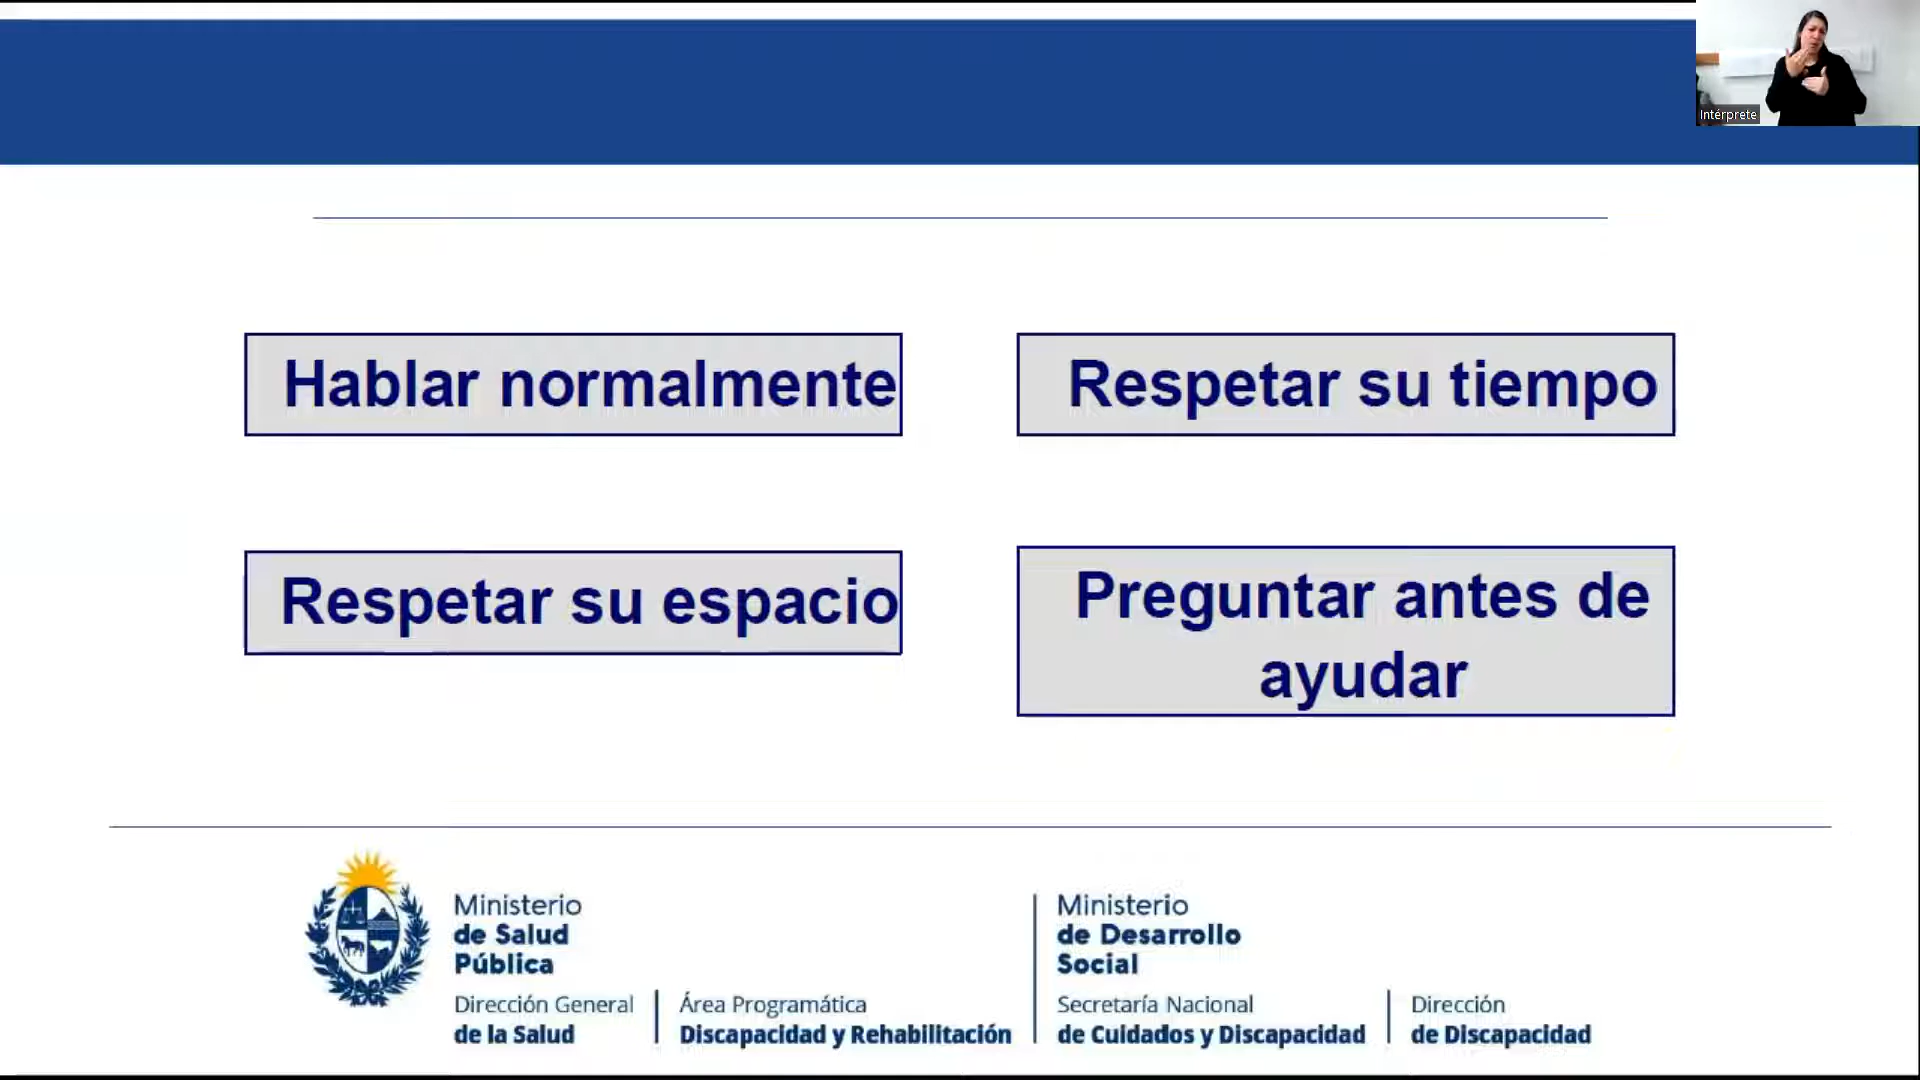 Intérprete
Hablar normalmente
Respetar su tiempo
Respetar su espacio
Preguntar antes de
ayudar
Ministerio
de Salud
Pública
Dirección General
de la Salud
Área Programática
Discapacidad y Rehabilitación
Ministerio
de Desarrollo
Social
Secretaría Nacional
de Cuidados y Discapacidad
Dirección
de Discapacidad